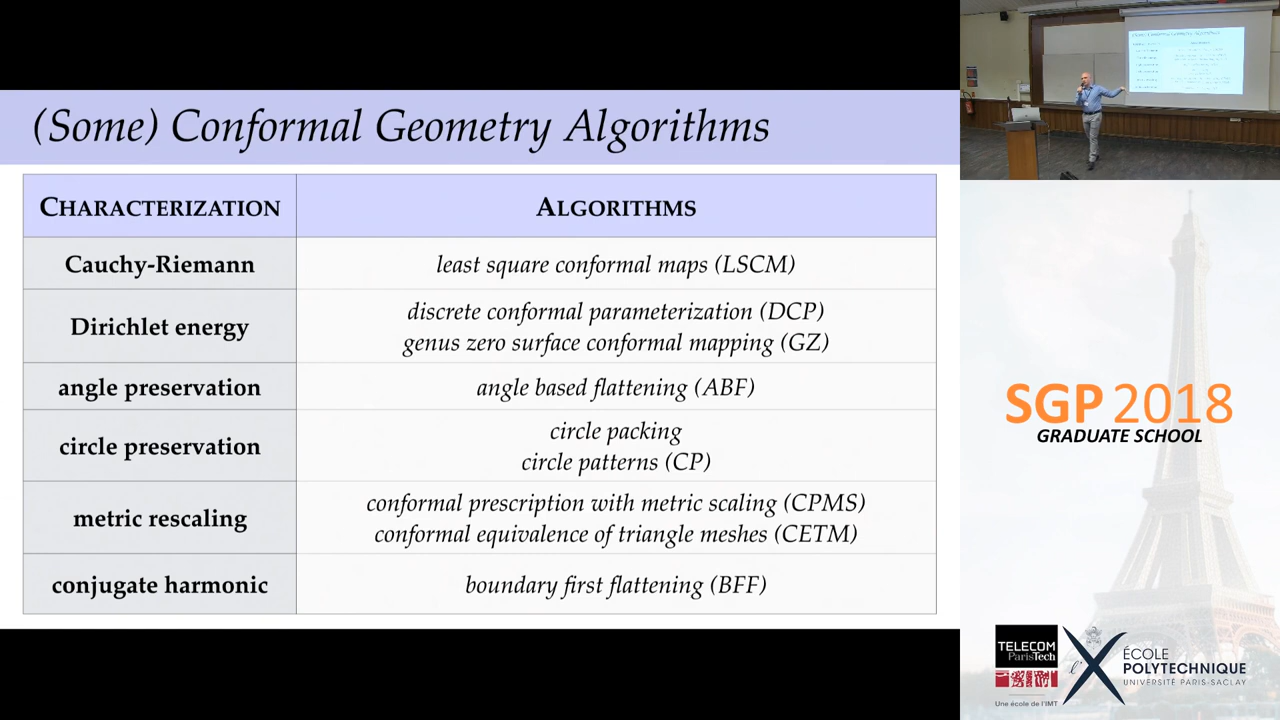 (Some) Conformal Geometry Algorithms
CHARACTERIZATION
ALGORITHMS
Cauchy-Riemann
least square conformal maps (LSCM)
Dirichlet energy
discrete conformal parameterization (DCP)
genus zero surface conformal mapping (GZ)
angle preservation
angle based flattening (ABF)
circle preservation
circle packing
circle patterns (CP)
metric rescaling
conformal prescription with metric scaling (CPMS)
conformal equivalence of triangle meshes (CETM)
conjugate harmonic
boundary first flattening (BFF)
SGP 2018
GRADUATE SCHOOL
TELECOM
ParisTech
Une école de l'IMT
ÉCOLE
POLYTECHNIQUE
UNIVERSITÉ PARIS-SACLAY